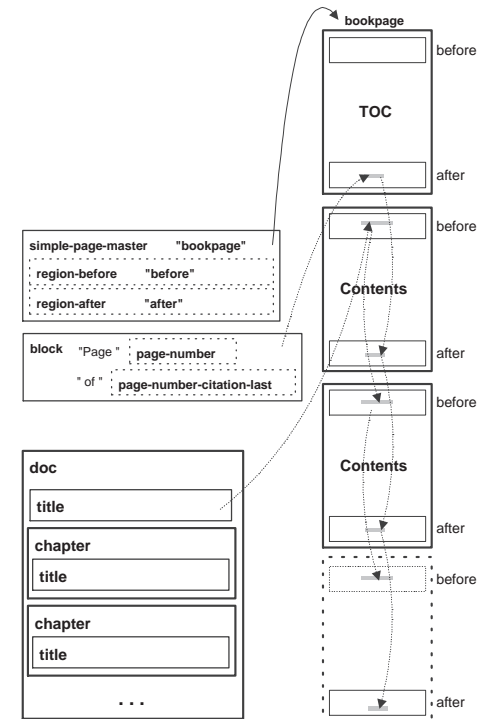 bookpage
before
TOC
after
before
Contents
after
before
Contents
after
before
after
simple-page-master "bookpage"
region-before "before"
region-after "after"
block "Page " page-number
" of " page-number-citation-last
doc
title
chapter
title
chapter
title
. . .